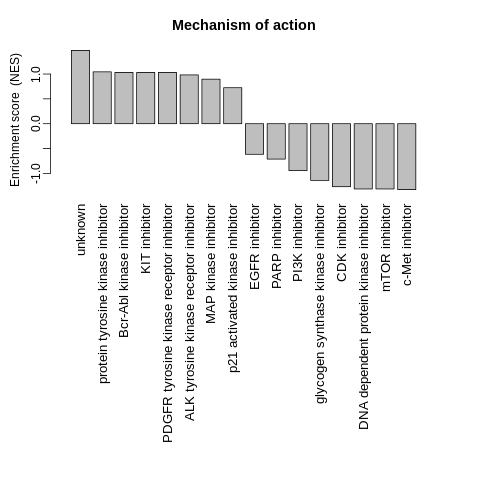 Mechanism of action
Enrichment score  (NES)
1.0
0.0
-1.0
unknown
protein tyrosine kinase inhibitor
Bcr-Abl kinase inhibitor
KIT inhibitor
PDGFR tyrosine kinase receptor inhibitor
ALK tyrosine kinase receptor inhibitor
MAP kinase inhibitor
p21 activated kinase inhibitor
EGFR inhibitor
PARP inhibitor
PI3K inhibitor
glycogen synthase kinase inhibitor
CDK inhibitor
DNA dependent protein kinase inhibitor
mTOR inhibitor
c-Met inhibitor